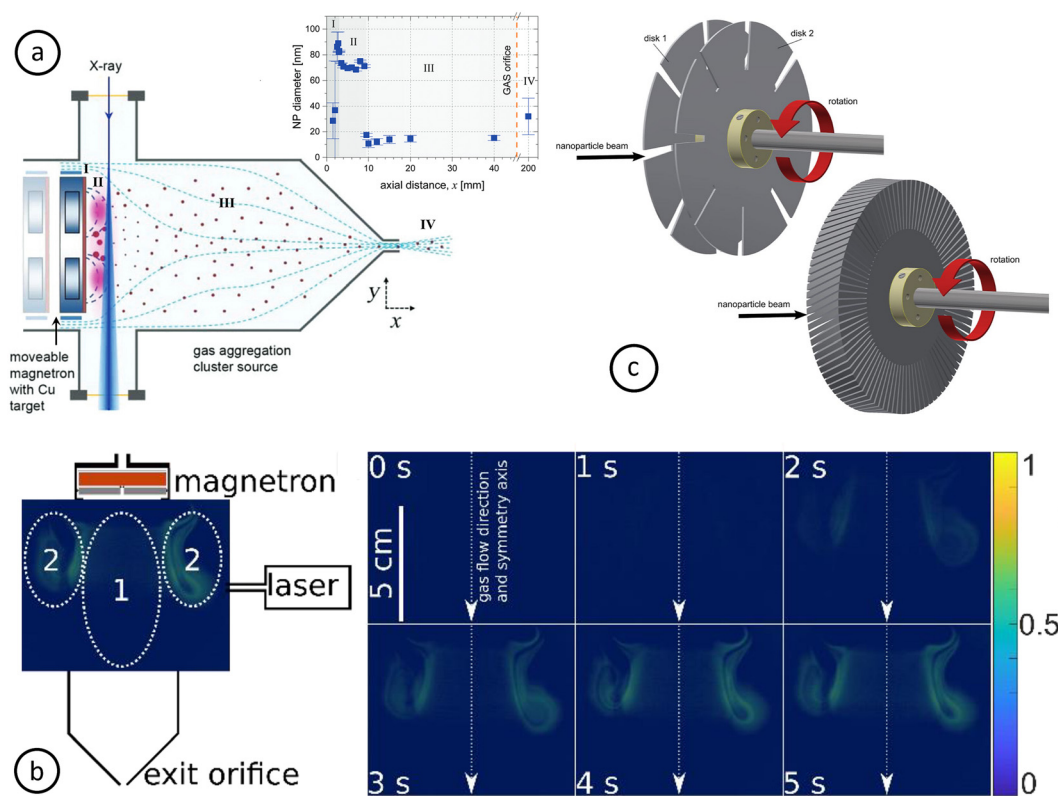 a
X-ray
I
II
III
IV
y
x
moveable
magnetron
with Cu
target
gas aggregation
cluster source
NP diameter [nm]
100
80
60
40
20
0
I
II
III
GAS orifice
IV
0
10
20
30
40
200
axial distance, x [mm]
disk 1
disk 2
rotation
nanoparticle beam
rotation
nanoparticle beam
c
magnetron
2
1
2
laser
exit orifice
b
0 s
1 s
2 s
5 cm
gas flow direction
and symmetry axis
3 s
4 s
5 s
1
0.5
0